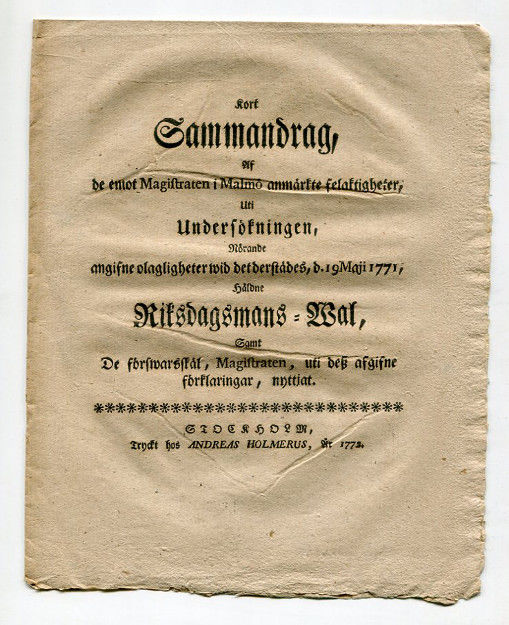 Kort
Sammandrag,
Af
de emot Magistraten i Malmö anmärkte felaktigheter,
Uti
Undersökningen,
Rörande
angifne olagligheter wid det derstädes, d. 19 Maji 1771,
Håldne
Riksdagsmans-Wal,
Samt
De förswarsskäl, Magistraten, uti deß afgifne
förklaringar, nyttjat.
STOCKHOLM,
Tryckt hos ANDREAS HOLMERUS, År 1772.